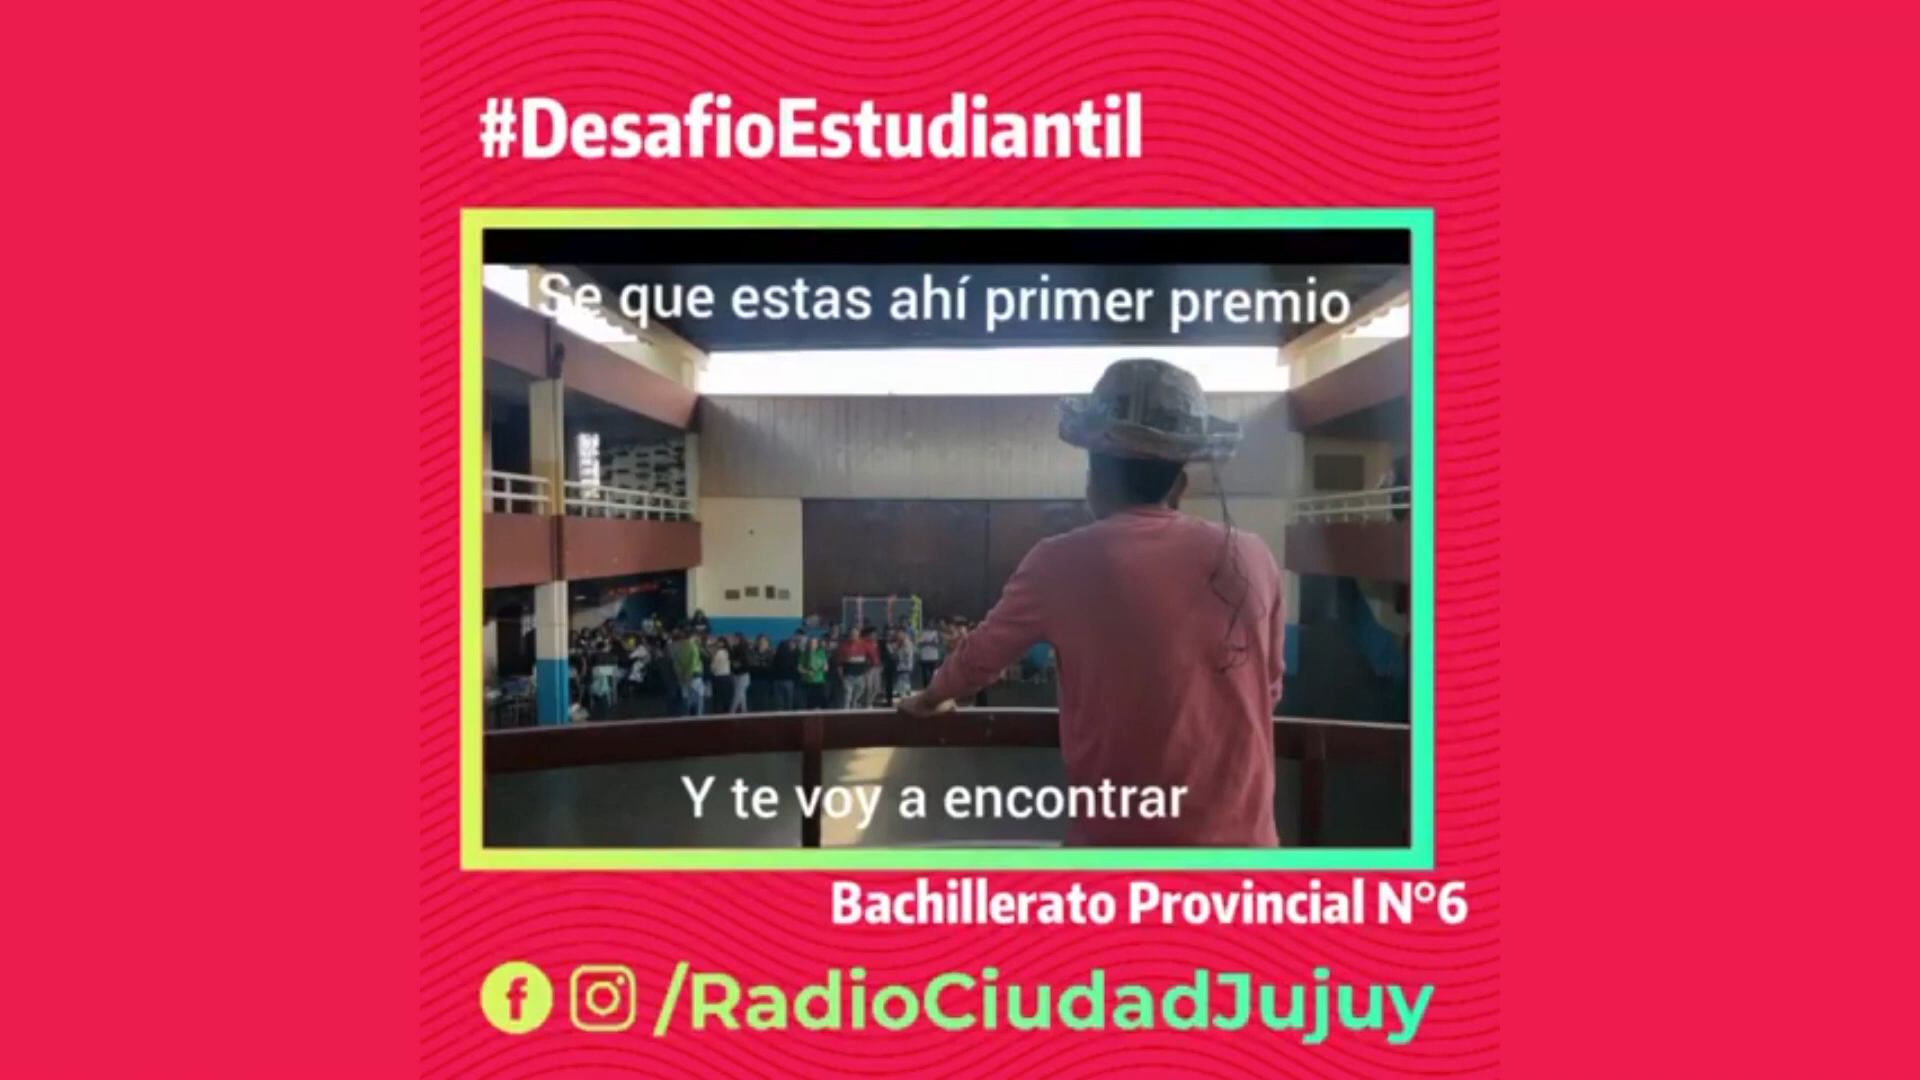 #DesafioEstudiantil
Se que estas ahí primer premio
Y te voy a encontrar
Bachillerato Provincial N°6
/RadioCiudadJujuy